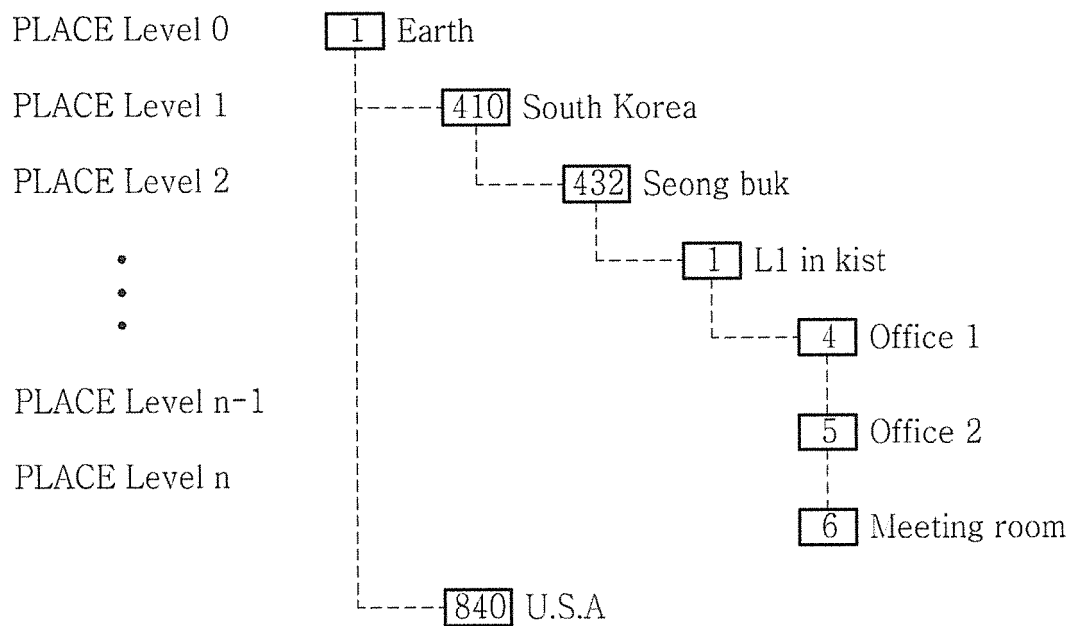 PLACE Level 0 1 Earth
PLACE Level 1 410 South Korea
PLACE Level 2 432 Seong buk
1 L1 in kist
4 Office 1
PLACE Level n-1
5 Office 2
PLACE Level n
6 Meeting room
840 U.S.A